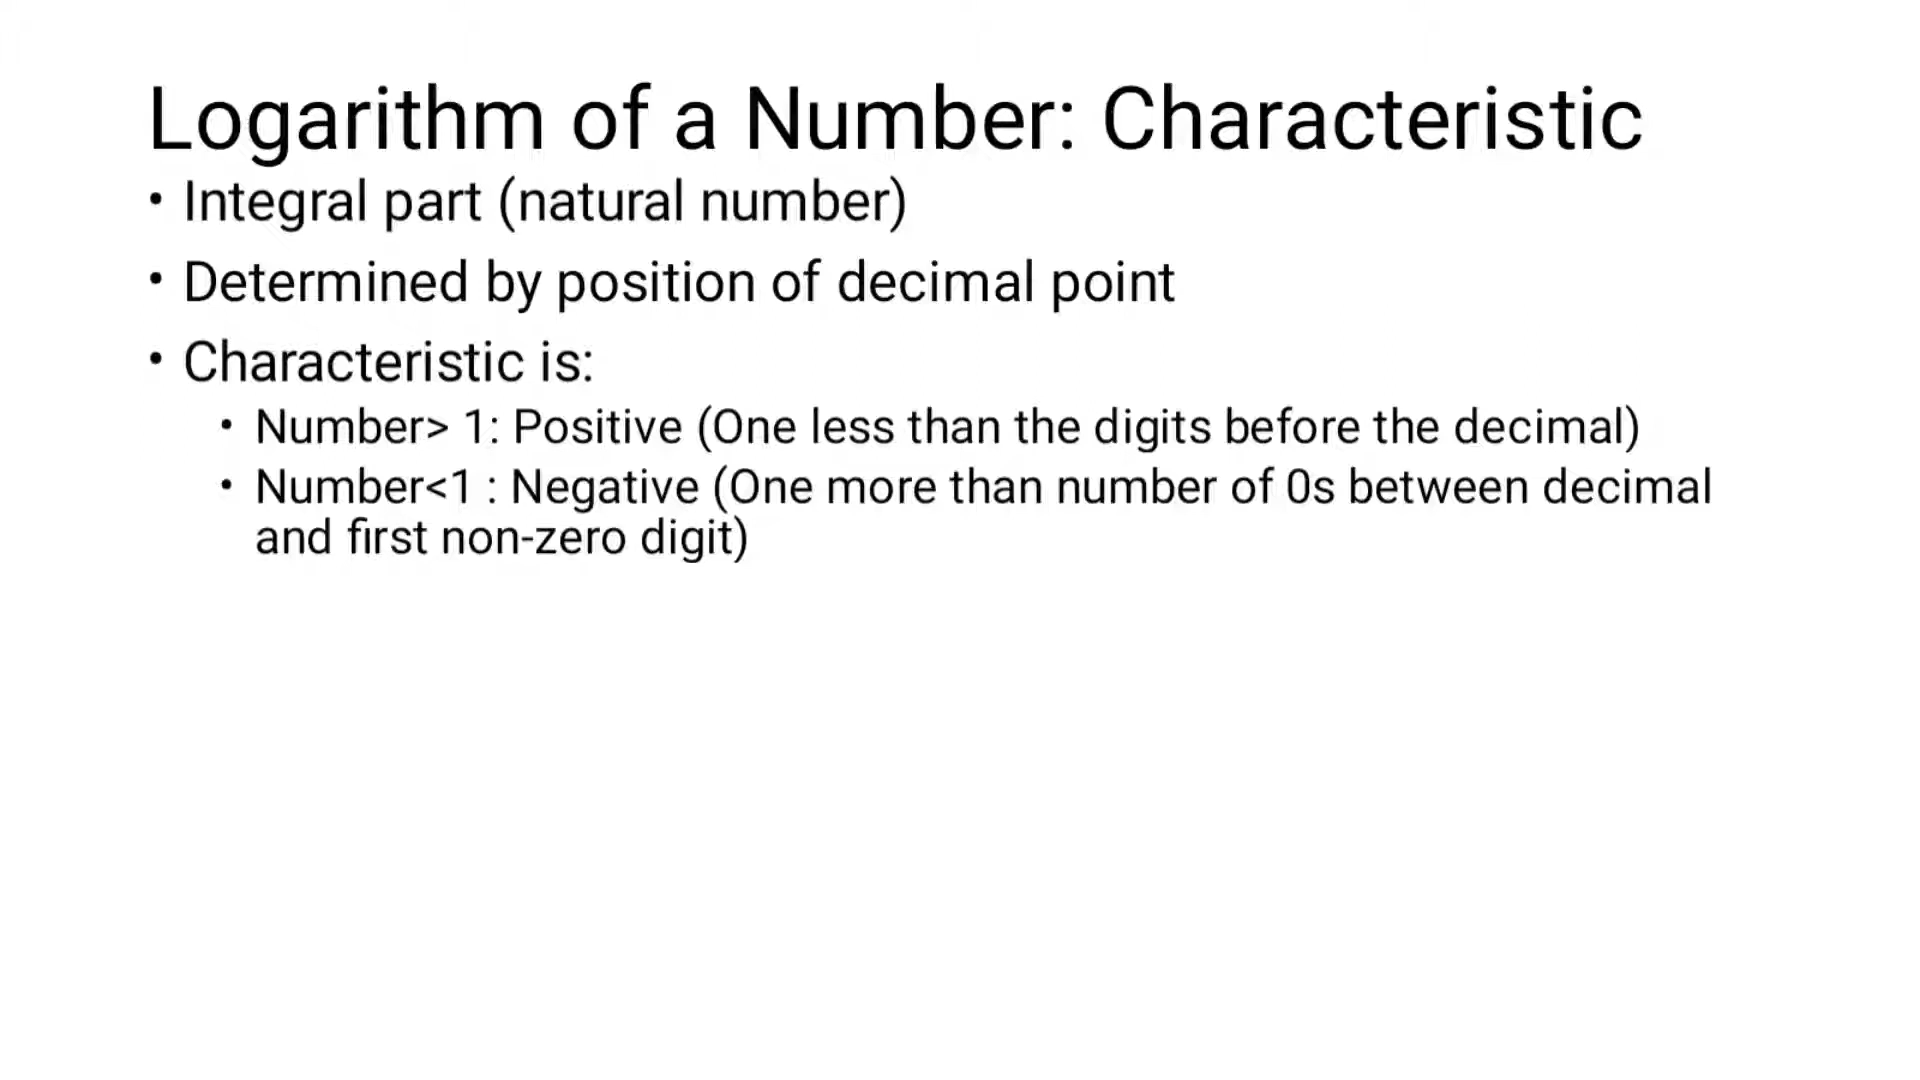 Logarithm of a Number: Characteristic
• Integral part (natural number)
• Determined by position of decimal point
• Characteristic is:
• Number> 1: Positive (One less than the digits before the decimal)
• Number<1 : Negative (One more than number of 0s between decimal
and first non-zero digit)